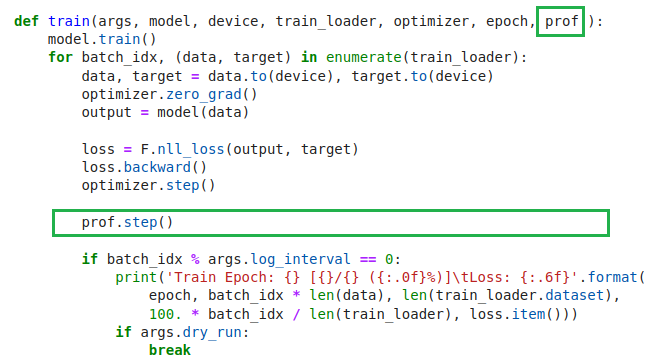 def train(args, model, device, train_loader, optimizer, epoch, prof ):
    model.train()
    for batch_idx, (data, target) in enumerate(train_loader):
        data, target = data.to(device), target.to(device)
        optimizer.zero_grad()
        output = model(data)

        loss = F.nll_loss(output, target)
        loss.backward()
        optimizer.step()

        prof.step()

        if batch_idx % args.log_interval == 0:
            print('Train Epoch: {} [{}/{} ({:.0f}%)]\tLoss: {:.6f}'.format(
                epoch, batch_idx * len(data), len(train_loader.dataset),
                100. * batch_idx / len(train_loader), loss.item()))
            if args.dry_run:
                break